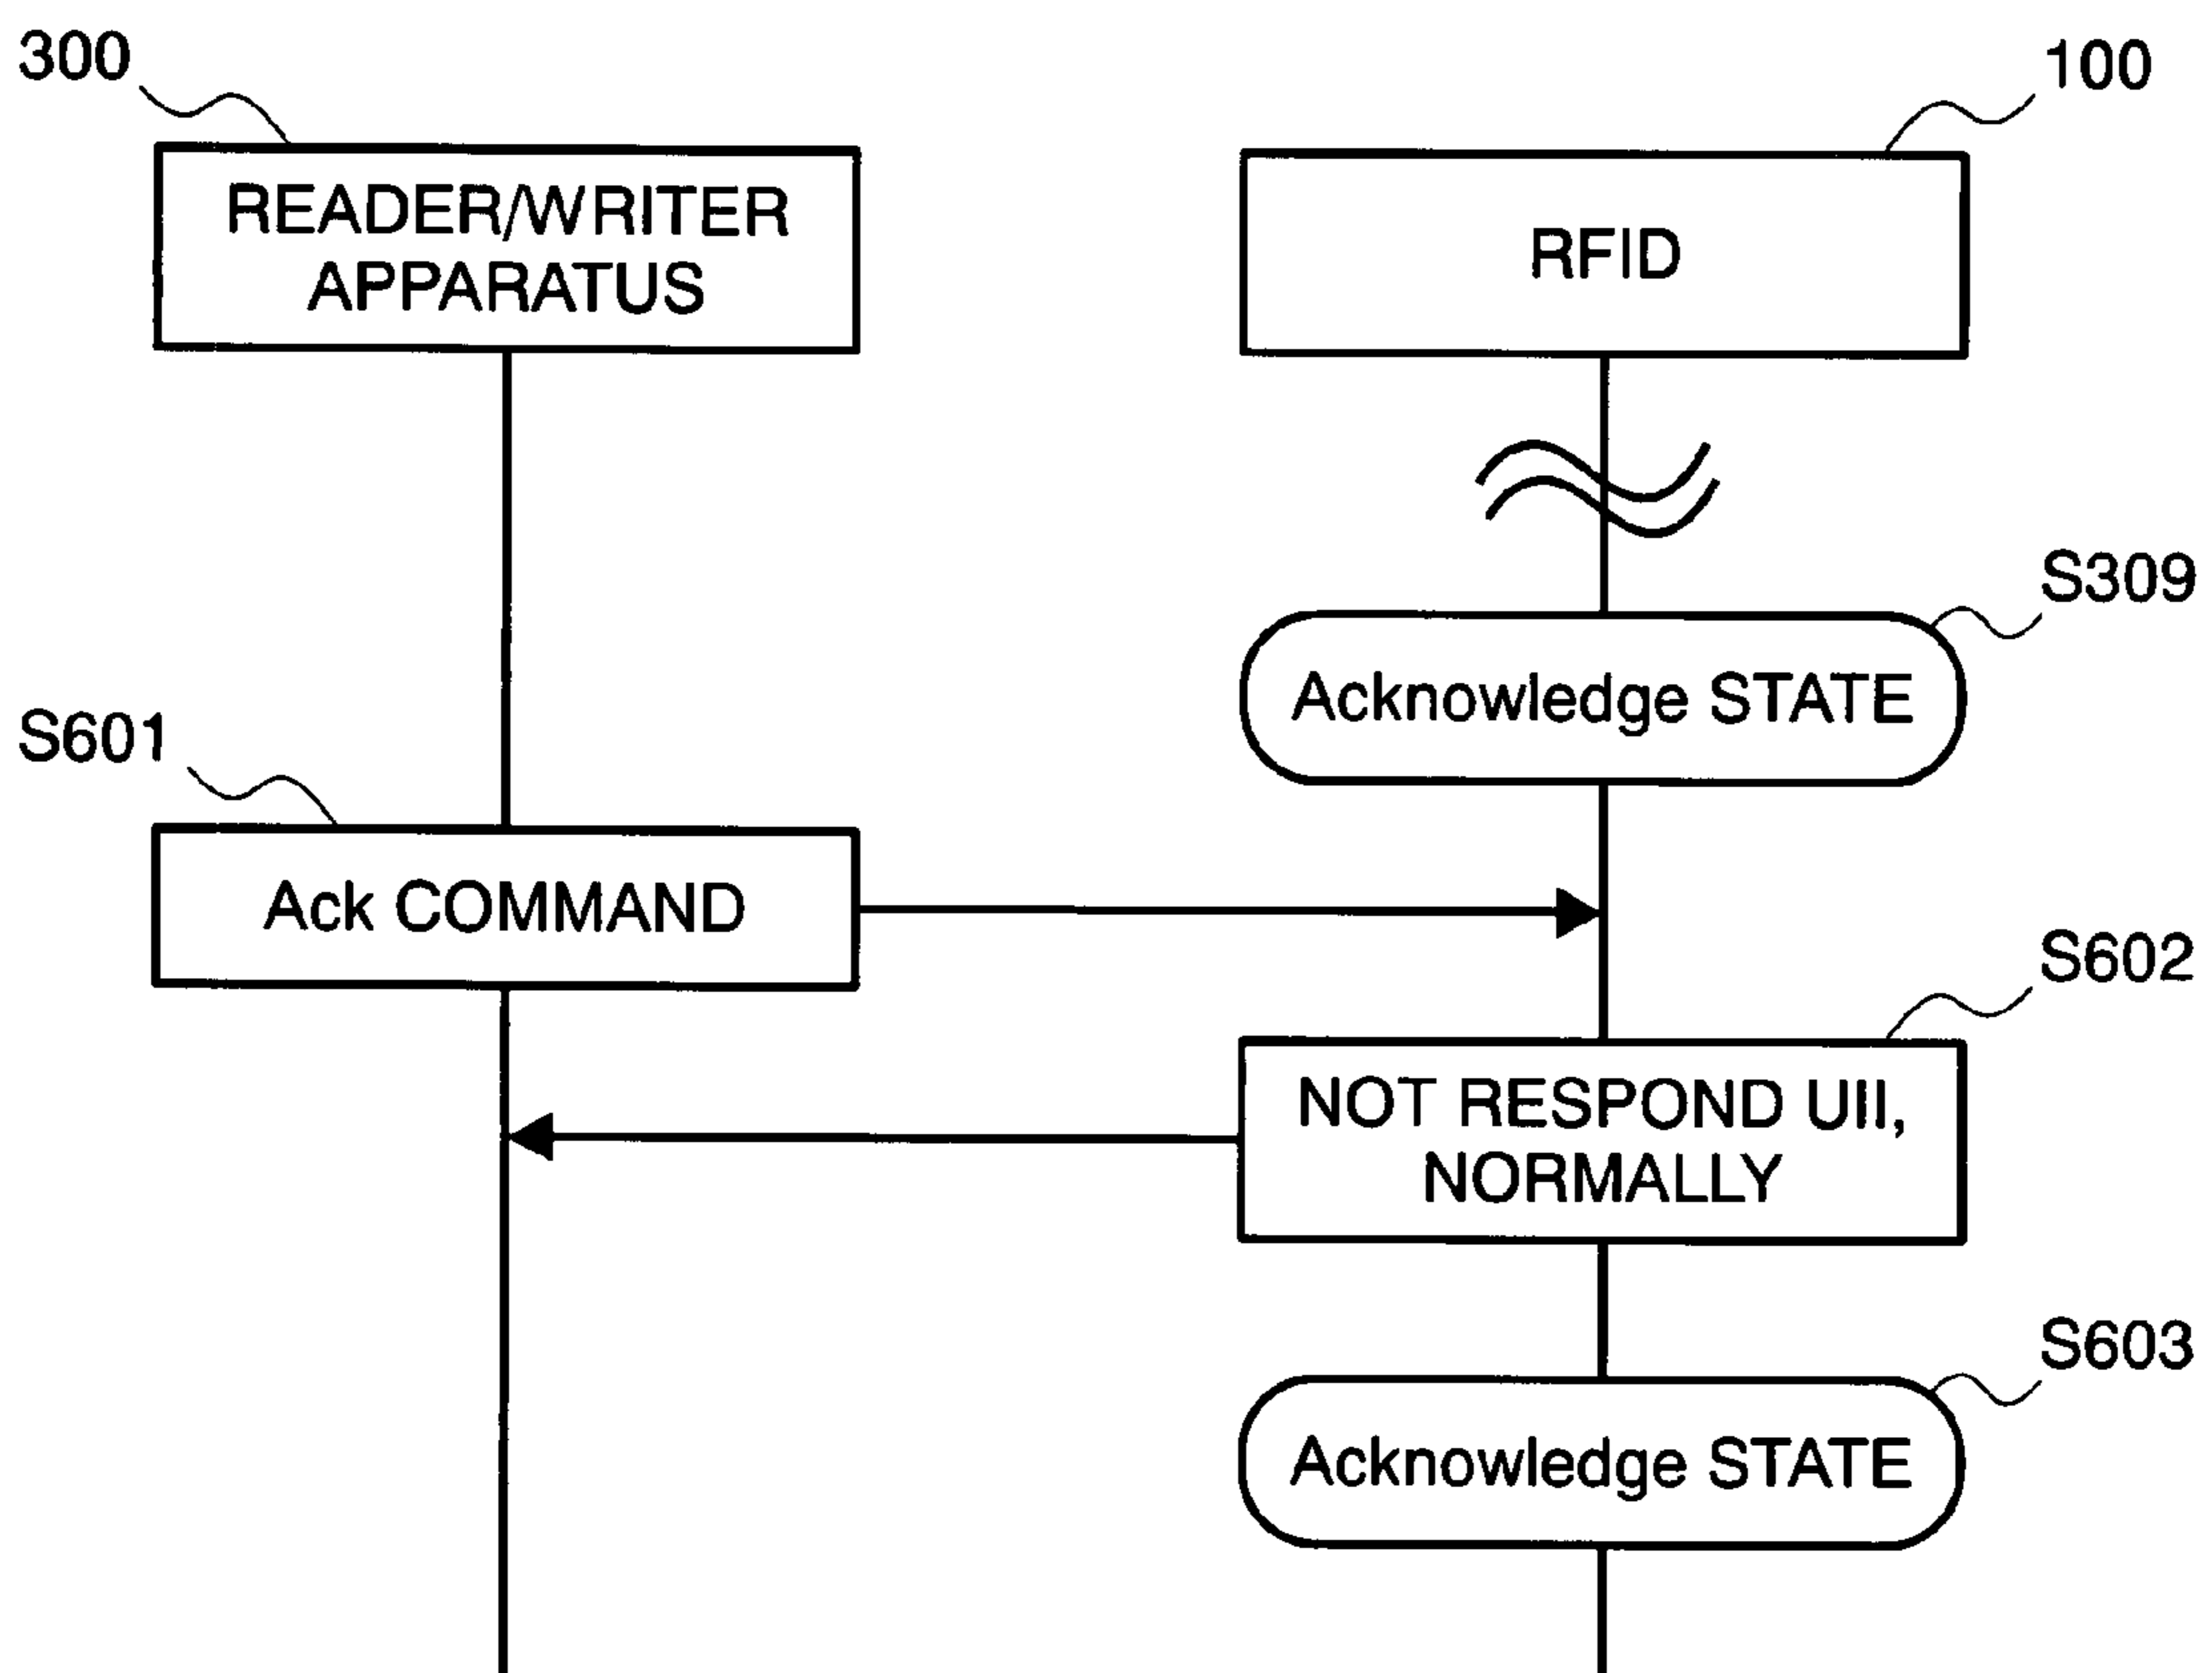 300
100
READER/WRITER
APPARATUS
RFID
S309
Acknowledge STATE
S601
Ack COMMAND
S602
NOT RESPOND UII,
NORMALLY
S603
Acknowledge STATE